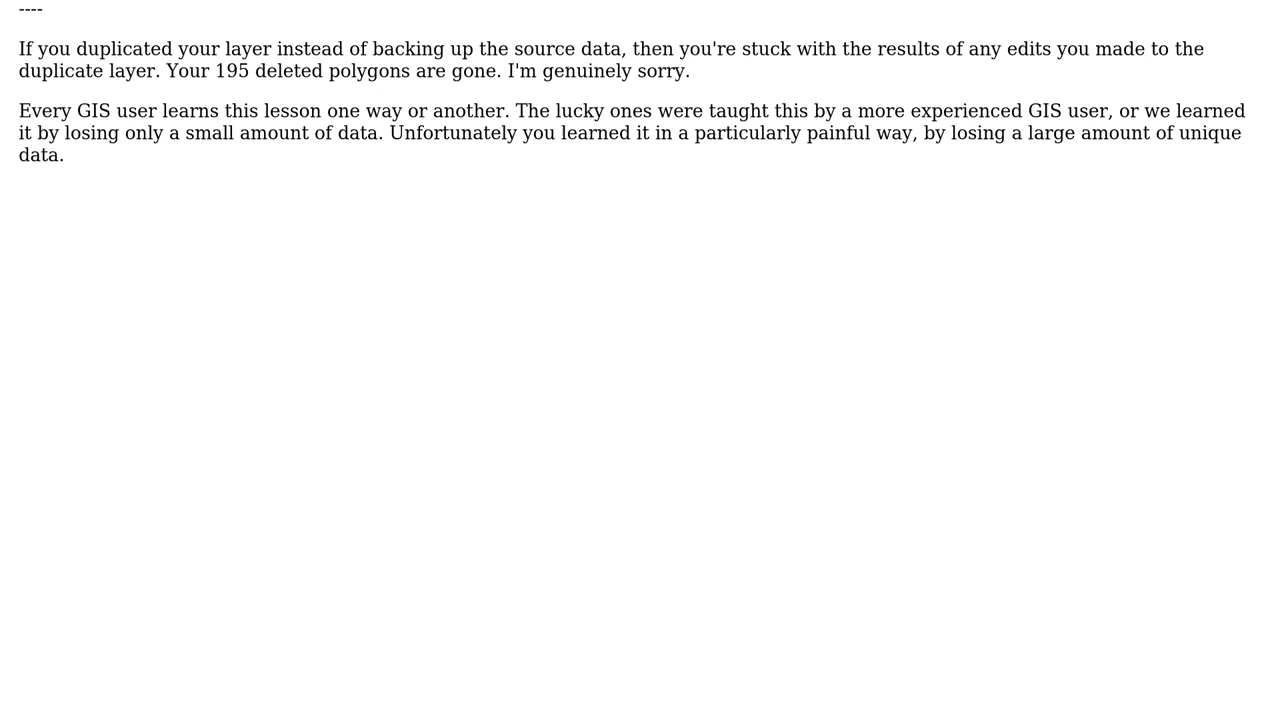 ----
If you duplicated your layer instead of backing up the source data, then you're stuck with the results of any edits you made to the
duplicate layer. Your 195 deleted polygons are gone. I'm genuinely sorry.
Every GIS user learns this lesson one way or another. The lucky ones were taught this by a more experienced GIS user, or we learned
it by losing only a small amount of data. Unfortunately you learned it in a particularly painful way, by losing a large amount of unique
data.